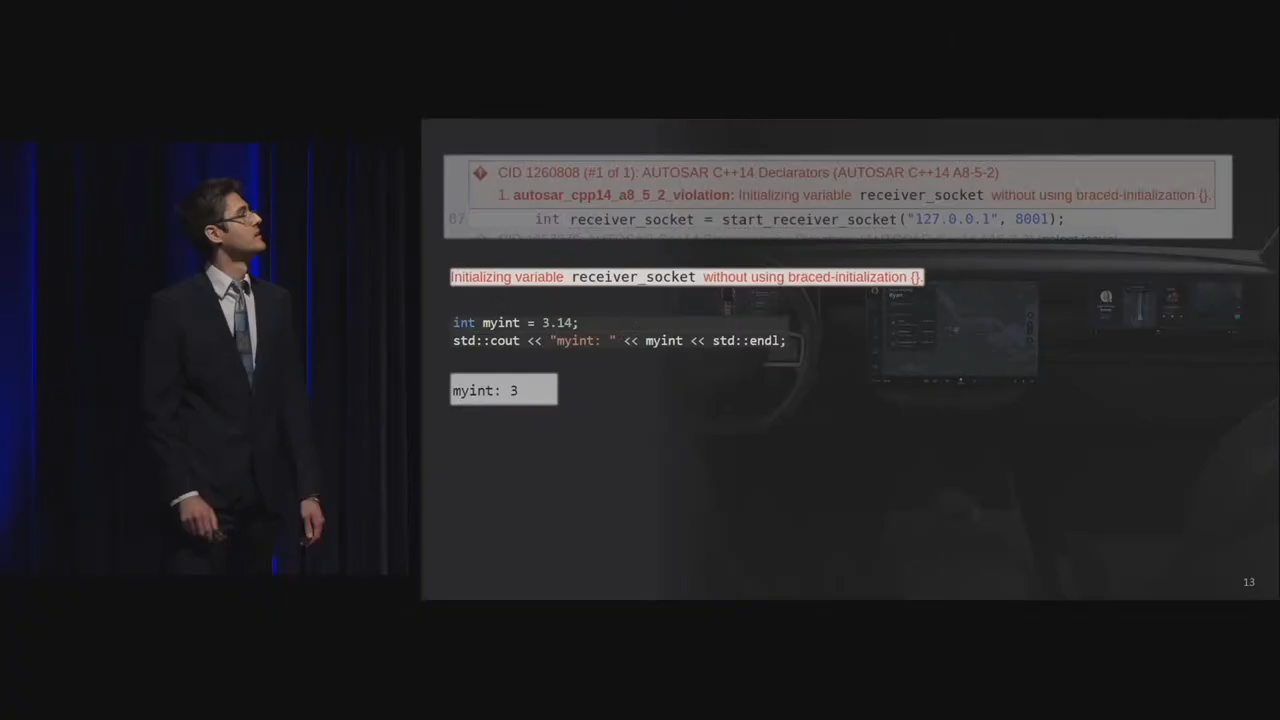 CID 1260808 (#1 of 1): AUTOSAR C++14 Declarators (AUTOSAR C++14 A8-5-2)
1. autosar_cpp14_a8_5_2_violation: Initializing variable receiver_socket without using braced-initialization {}.
87 int receiver_socket = start_receiver_socket("127.0.0.1", 8001);
Initializing variable receiver_socket without using braced-initialization {}.
int myint = 3.14;
std::cout << "myint: " << myint << std::endl;
myint: 3
13